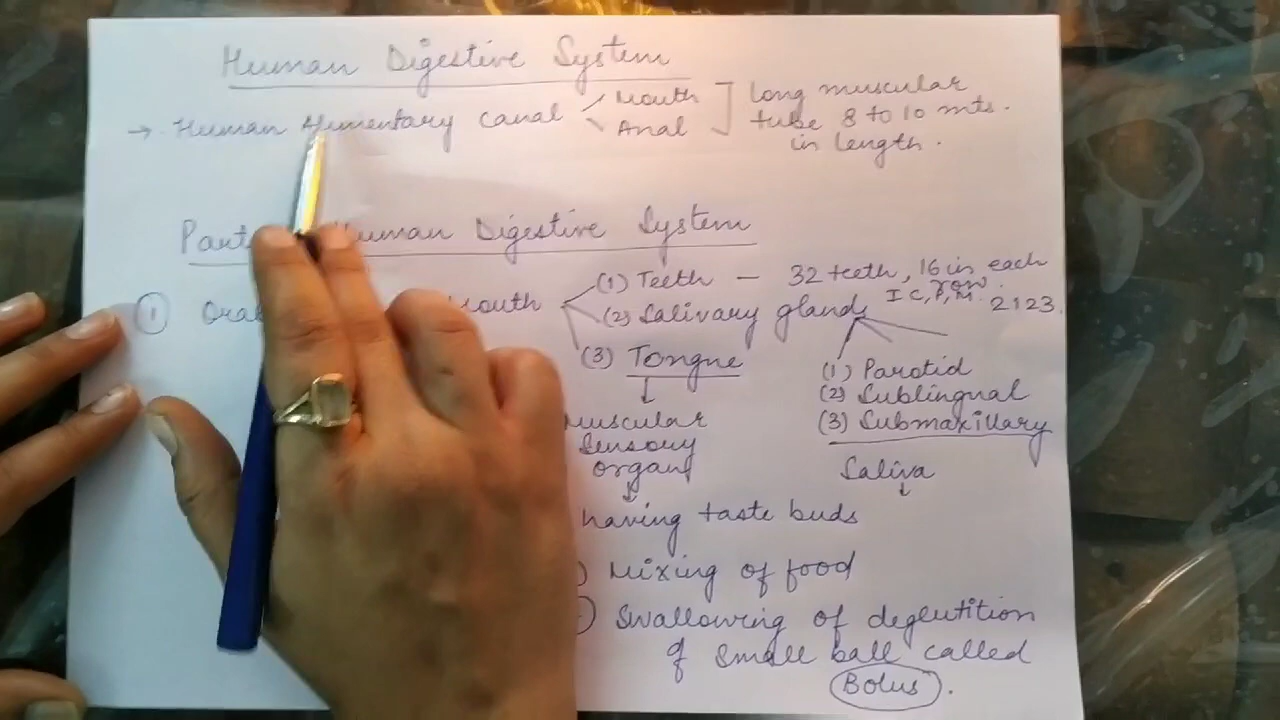 Human Digestive System
→ Human Alimentary canal Mouth
Anal
long muscular
tube 8 to 10 mts.
in length.
Human Digestive System
① Oral
(1) Teeth – 32 teeth, 16 in each
row.
I C, P, M. 2123.
(2) Salivary glands
(3) Tongue
Muscular
Sensory
organ
having taste buds
(1) Parotid
(2) Sublingual
(3) Submaxillary
Saliva
Mixing of food
Swallowing of deglutition
of small ball called
Bolus.